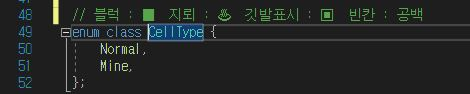 48 // 블럭 : ■ 지뢰 : ♨ 깃발표시 : ▣ 빈칸 : 공백
49 enum class CellType {
50 Normal,
51 Mine,
52 };